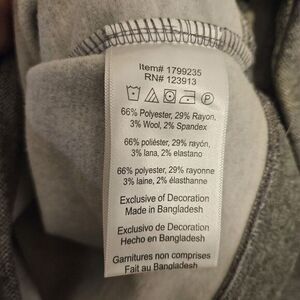 Item# 1799235
RN# 123913
66% Polyester, 29% Rayon,
3% Wool, 2% Spandex
66% poliéster, 29% rayón,
3% lana, 2% elastano
66% polyester, 29% rayonne
3% laine, 2% élasthanne
Exclusive of Decoration
Made in Bangladesh
Exclusivo de Decoración
Hecho en Bangladesh
Garnitures non comprises
Fait au Bangladesh